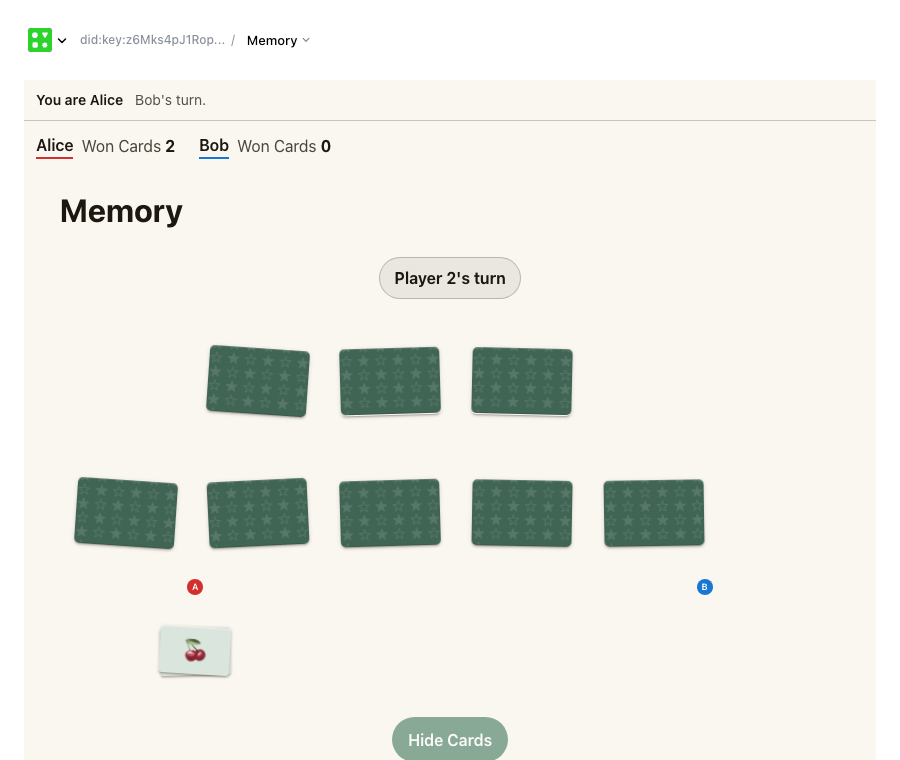 did:key:z6Mks4pJ1Rop... / Memory
You are Alice Bob's turn.
Alice Won Cards 2 Bob Won Cards 0
Memory
Player 2's turn
A B
Hide Cards